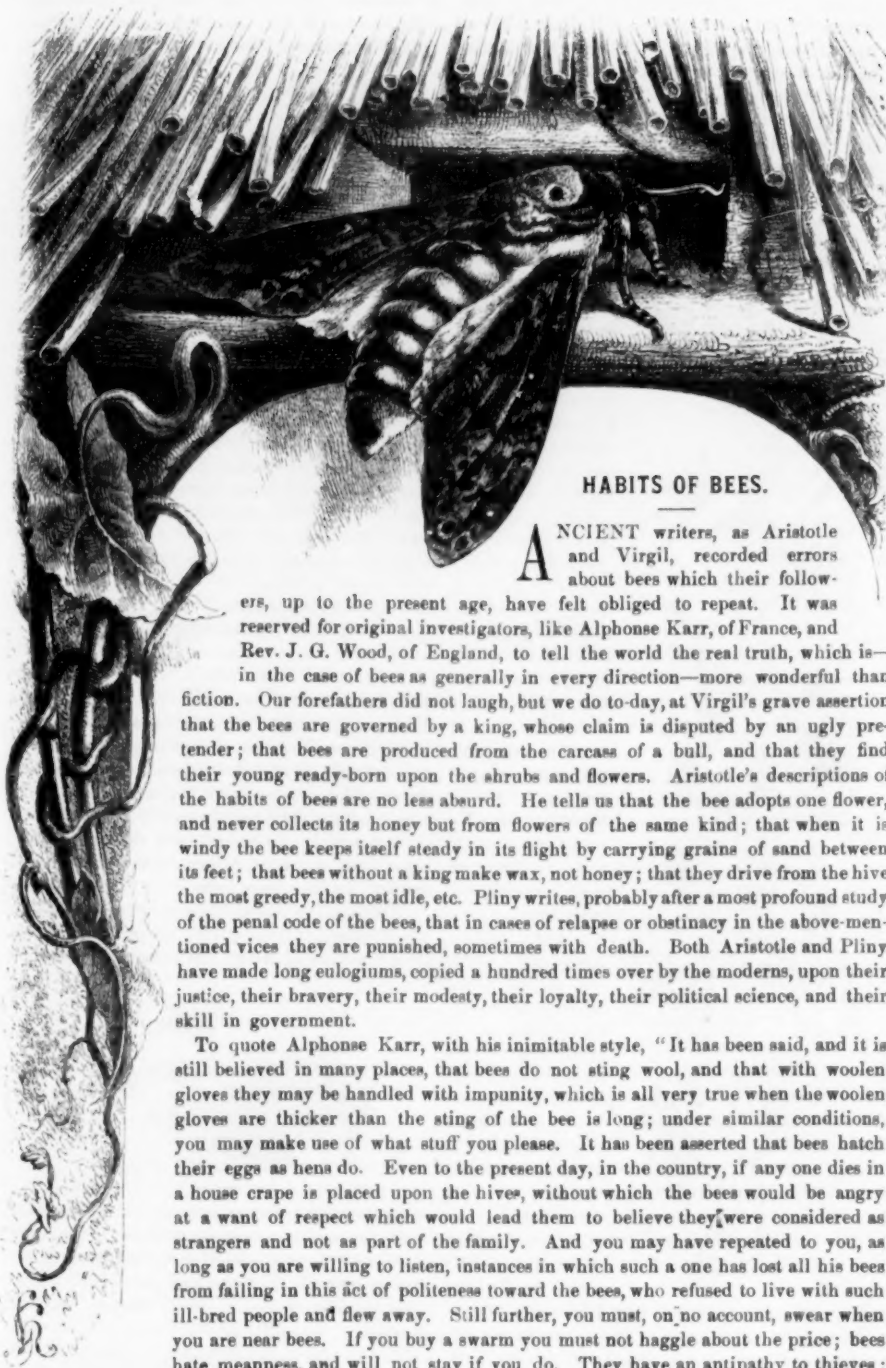 HABITS OF BEES.
ANCIENT writers, as Aristotle
and Virgil, recorded errors
about bees which their follow-
ers, up to the present age, have felt obliged to repeat. It was
reserved for original investigators, like Alphonse Karr, of France, and
Rev. J. G. Wood, of England, to tell the world the real truth, which is—
in the case of bees as generally in every direction—more wonderful than
fiction. Our forefathers did not laugh, but we do to-day, at Virgil's grave assertion
that the bees are governed by a king, whose claim is disputed by an ugly pre-
tender; that bees are produced from the carcass of a bull, and that they find
their young ready-born upon the shrubs and flowers. Aristotle's descriptions of
the habits of bees are no less absurd. He tells us that the bee adopts one flower,
and never collects its honey but from flowers of the same kind; that when it is
windy the bee keeps itself steady in its flight by carrying grains of sand between
its feet; that bees without a king make wax, not honey; that they drive from the hive
the most greedy, the most idle, etc. Pliny writes, probably after a most profound study
of the penal code of the bees, that in cases of relapse or obstinacy in the above-men-
tioned vices they are punished, sometimes with death. Both Aristotle and Pliny
have made long eulogiums, copied a hundred times over by the moderns, upon their
justice, their bravery, their modesty, their loyalty, their political science, and their
skill in government.
To quote Alphonse Karr, with his inimitable style, "It has been said, and it is
still believed in many places, that bees do not sting wool, and that with woolen
gloves they may be handled with impunity, which is all very true when the woolen
gloves are thicker than the sting of the bee is long; under similar conditions,
you may make use of what stuff you please. It has been asserted that bees hatch
their eggs as hens do. Even to the present day, in the country, if any one dies in
a house crape is placed upon the hives, without which the bees would be angry
at a want of respect which would lead them to believe they were considered as
strangers and not as part of the family. And you may have repeated to you, as
long as you are willing to listen, instances in which such a one has lost all his bees
from failing in this act of politeness toward the bees, who refused to live with such
ill-bred people and flew away. Still further, you must, on no account, swear when
you are near bees. If you buy a swarm you must not haggle about the price; bees
hate meanness, and will not stay if you do. They have an antipathy to thieves,